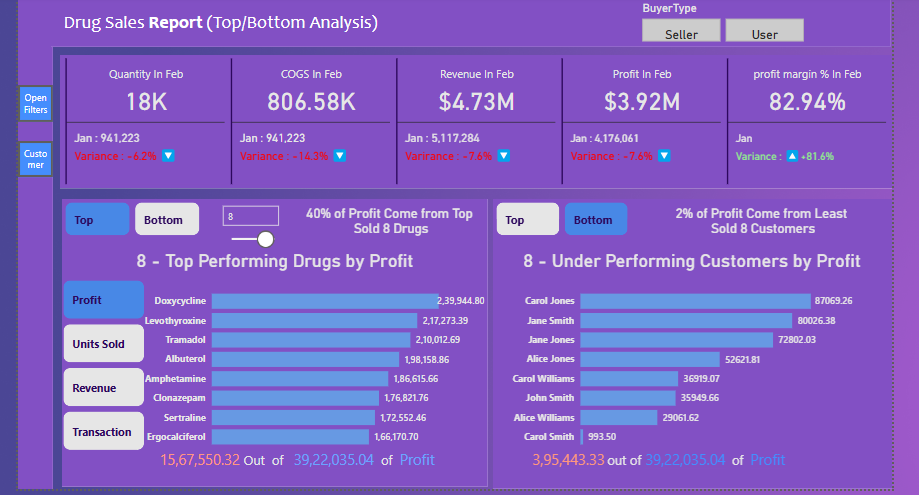 Drug Sales Report (Top/Bottom Analysis)
BuyerType
Seller
User
Open
Filters
Custo
mer
Quantity In Feb
18K
Jan : 941,223
Variance : -6.2%
COGS In Feb
806.58K
Jan : 941,223
Variance : -14.3%
Revenue In Feb
$4.73M
Jan : 5,117,284
Varirance : -7.6%
Profit In Feb
$3.92M
Jan : 4,176,061
Variance : -7.6%
profit margin % In Feb
82.94%
Jan
Variance : +81.6%
Top
Bottom
8
40% of Profit Come from Top
Sold 8 Drugs
8 - Top Performing Drugs by Profit
Profit
Units Sold
Revenue
Transaction
Doxycycline 2,39,944.80
Levothyroxine 2,17,273.39
Tramadol 2,10,012.69
Albuterol 1,98,158.86
Amphetamine 1,86,615.66
Clonazepam 1,76,821.76
Sertraline 1,72,552.46
Ergocalciferol 1,66,170.70
15,67,550.32 Out of 39,22,035.04 of Profit
Top
Bottom
2% of Profit Come from Least
Sold 8 Customers
8 - Under Performing Customers by Profit
Carol Jones 87069.26
Jane Smith 80026.38
Jane Jones 72802.03
Alice Jones 52621.81
Carol Williams 36919.07
John Smith 35949.66
Alice Williams 29061.62
Carol Smith 993.50
3,95,443.33 out of 39,22,035.04 of Profit